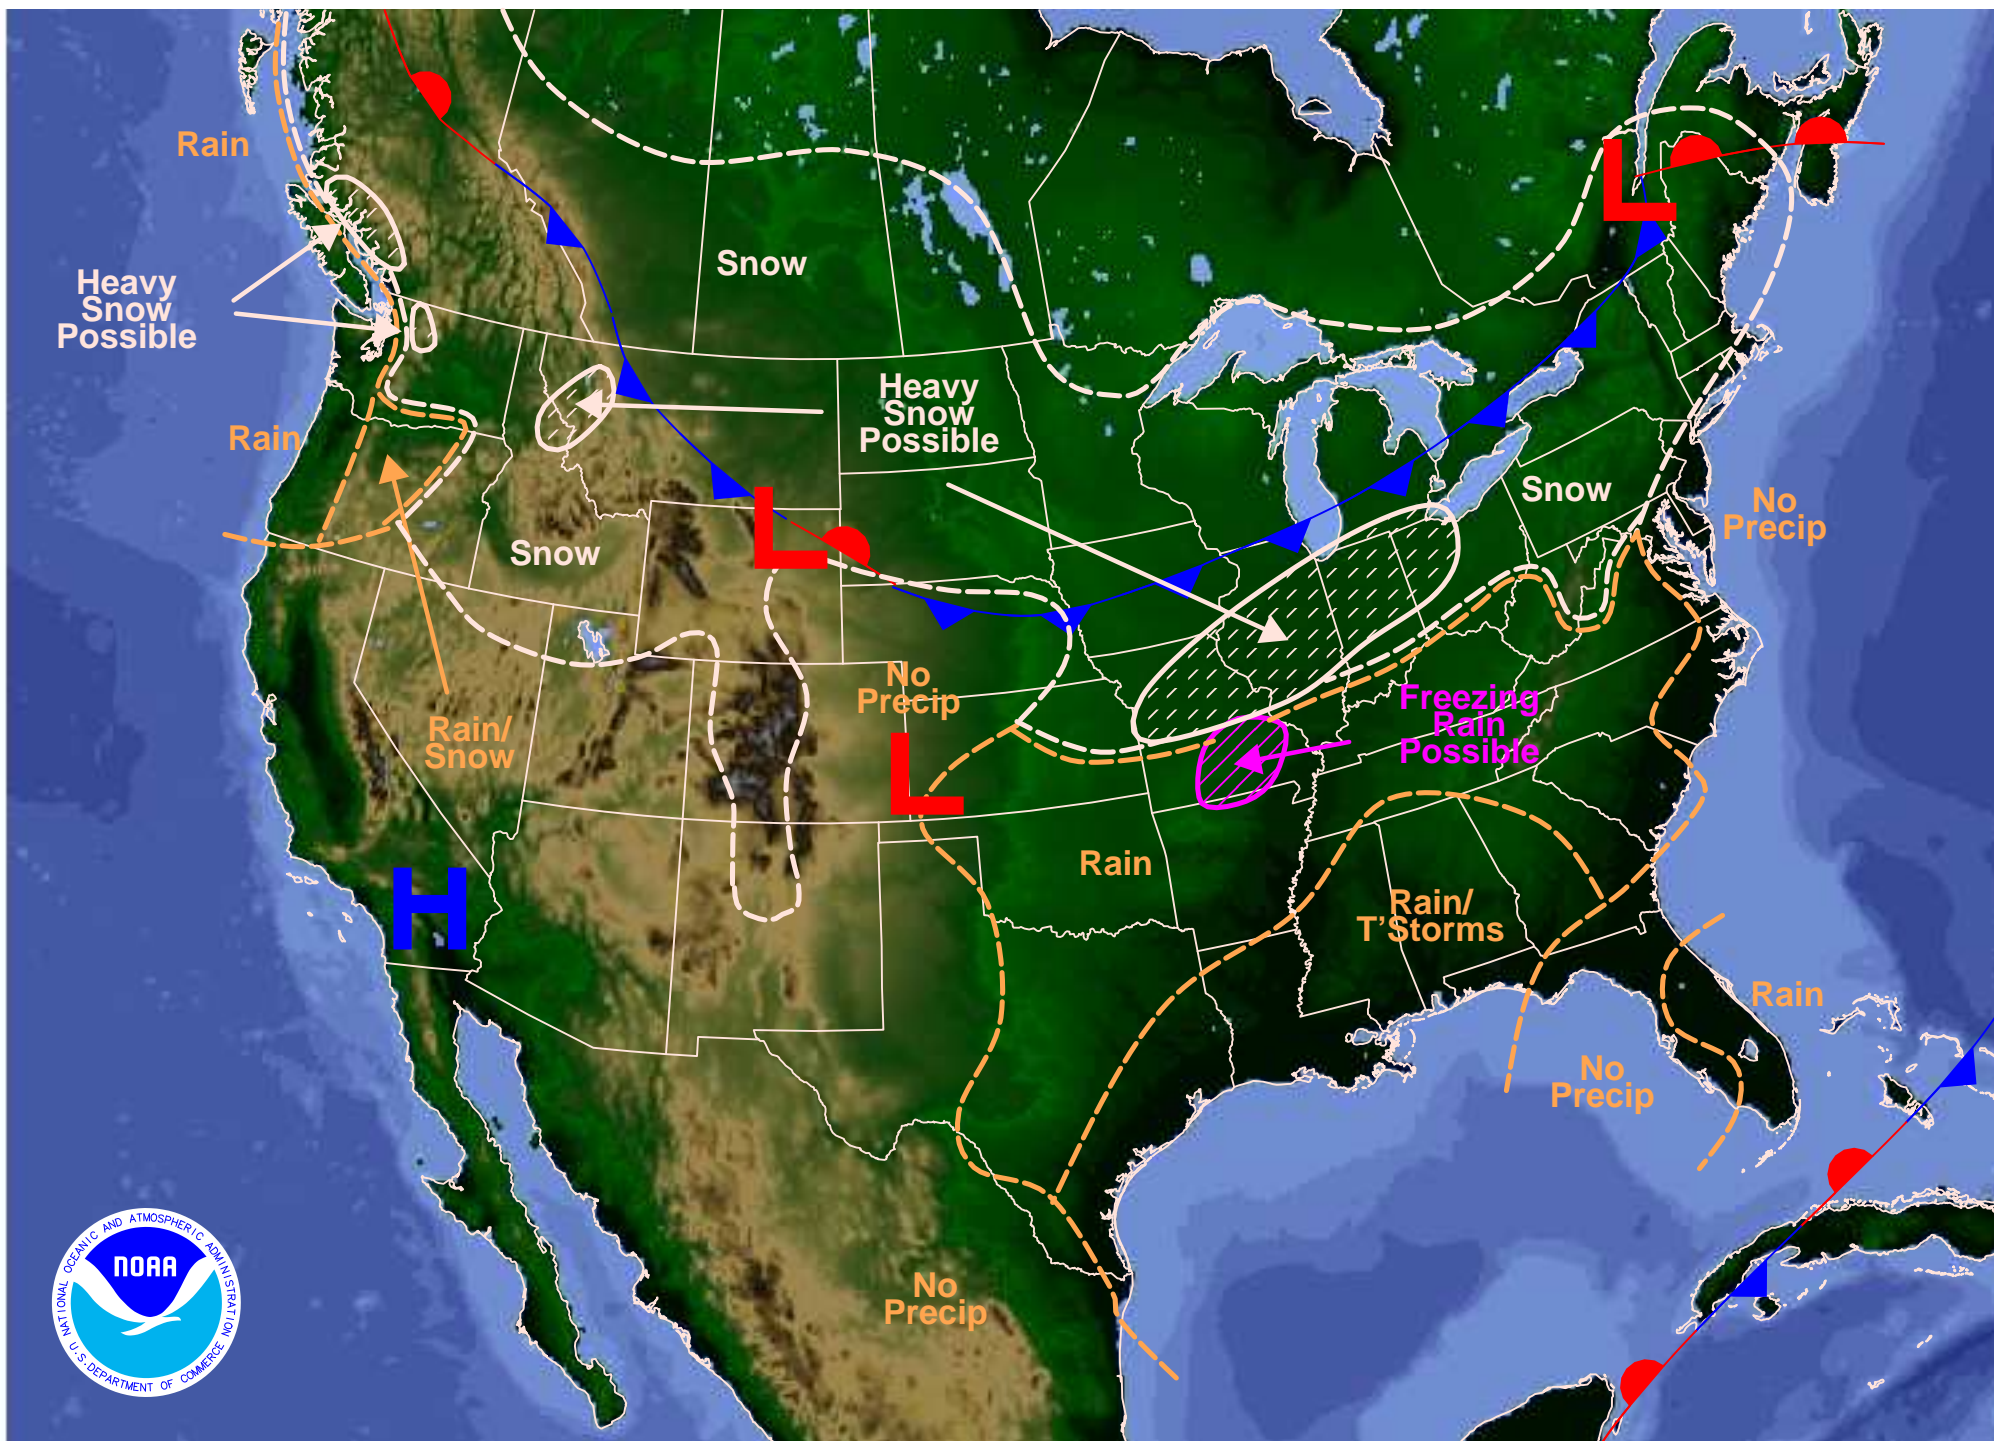 Rain
Heavy
Snow
Possible
Snow
Heavy
Snow
Possible
Rain
Snow
No
Precip
Snow
No
Precip
Freezing
Rain
Possible
Rain/
Snow
L
L
L
H
Rain
Rain/
T'Storms
Rain
No
Precip
No
Precip
NATIONAL OCEANIC AND ATMOSPHERIC ADMINISTRATION
NOAA
U.S. DEPARTMENT OF COMMERCE